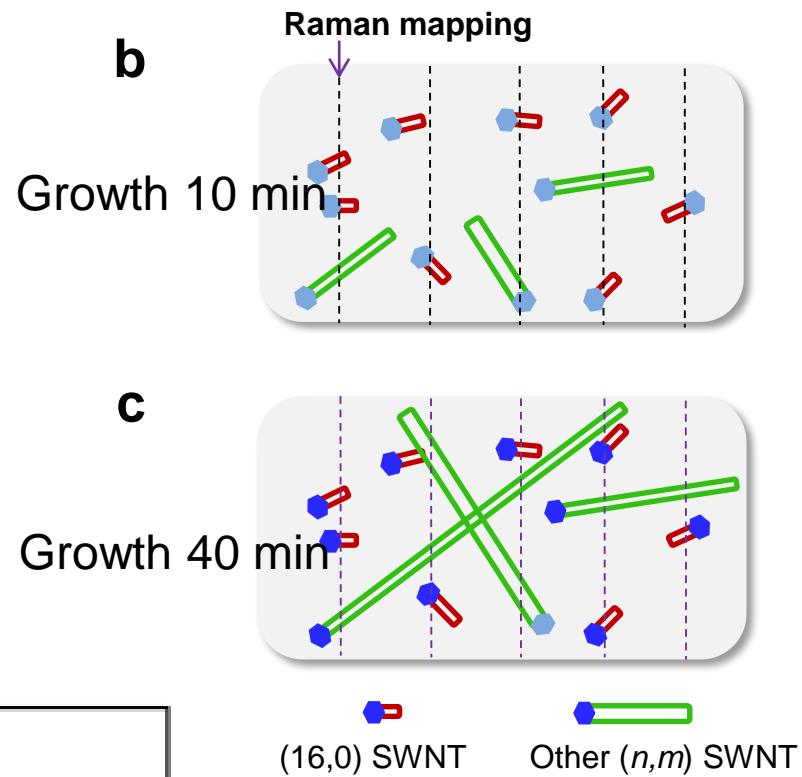 Raman mapping
b
Growth 10 min
c
Growth 40 min
(16,0) SWNT
Other (n,m) SWNT